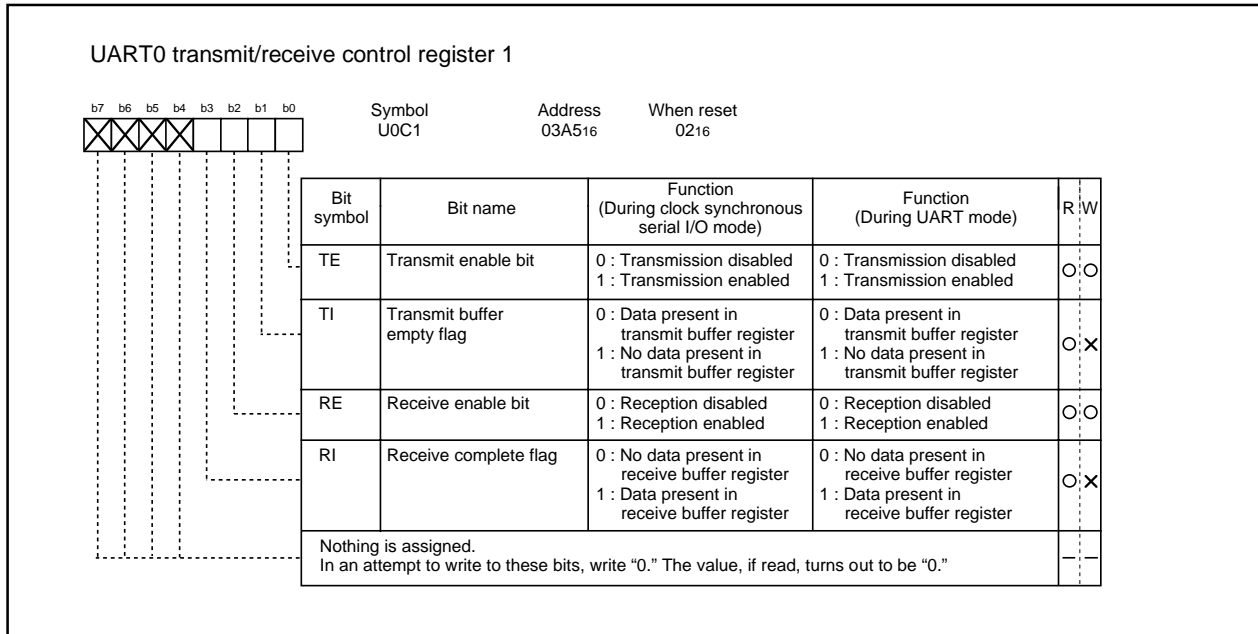 UART0 transmit/receive control register 1
b7 b6 b5 b4 b3 b2 b1 b0
Symbol Address When reset
U0C1 03A516 0216
Bit symbol Bit name Function (During clock synchronous serial I/O mode) Function (During UART mode) R W
TE Transmit enable bit 0 : Transmission disabled 0 : Transmission disabled
1 : Transmission enabled 1 : Transmission enabled
TI Transmit buffer 0 : Data present in 0 : Data present in
empty flag transmit buffer register transmit buffer register
1 : No data present in 1 : No data present in
transmit buffer register transmit buffer register
RE Receive enable bit 0 : Reception disabled 0 : Reception disabled
1 : Reception enabled 1 : Reception enabled
RI Receive complete flag 0 : No data present in 0 : No data present in
receive buffer register receive buffer register
1 : Data present in 1 : Data present in
receive buffer register receive buffer register
Nothing is assigned.
In an attempt to write to these bits, write “0.” The value, if read, turns out to be “0.”